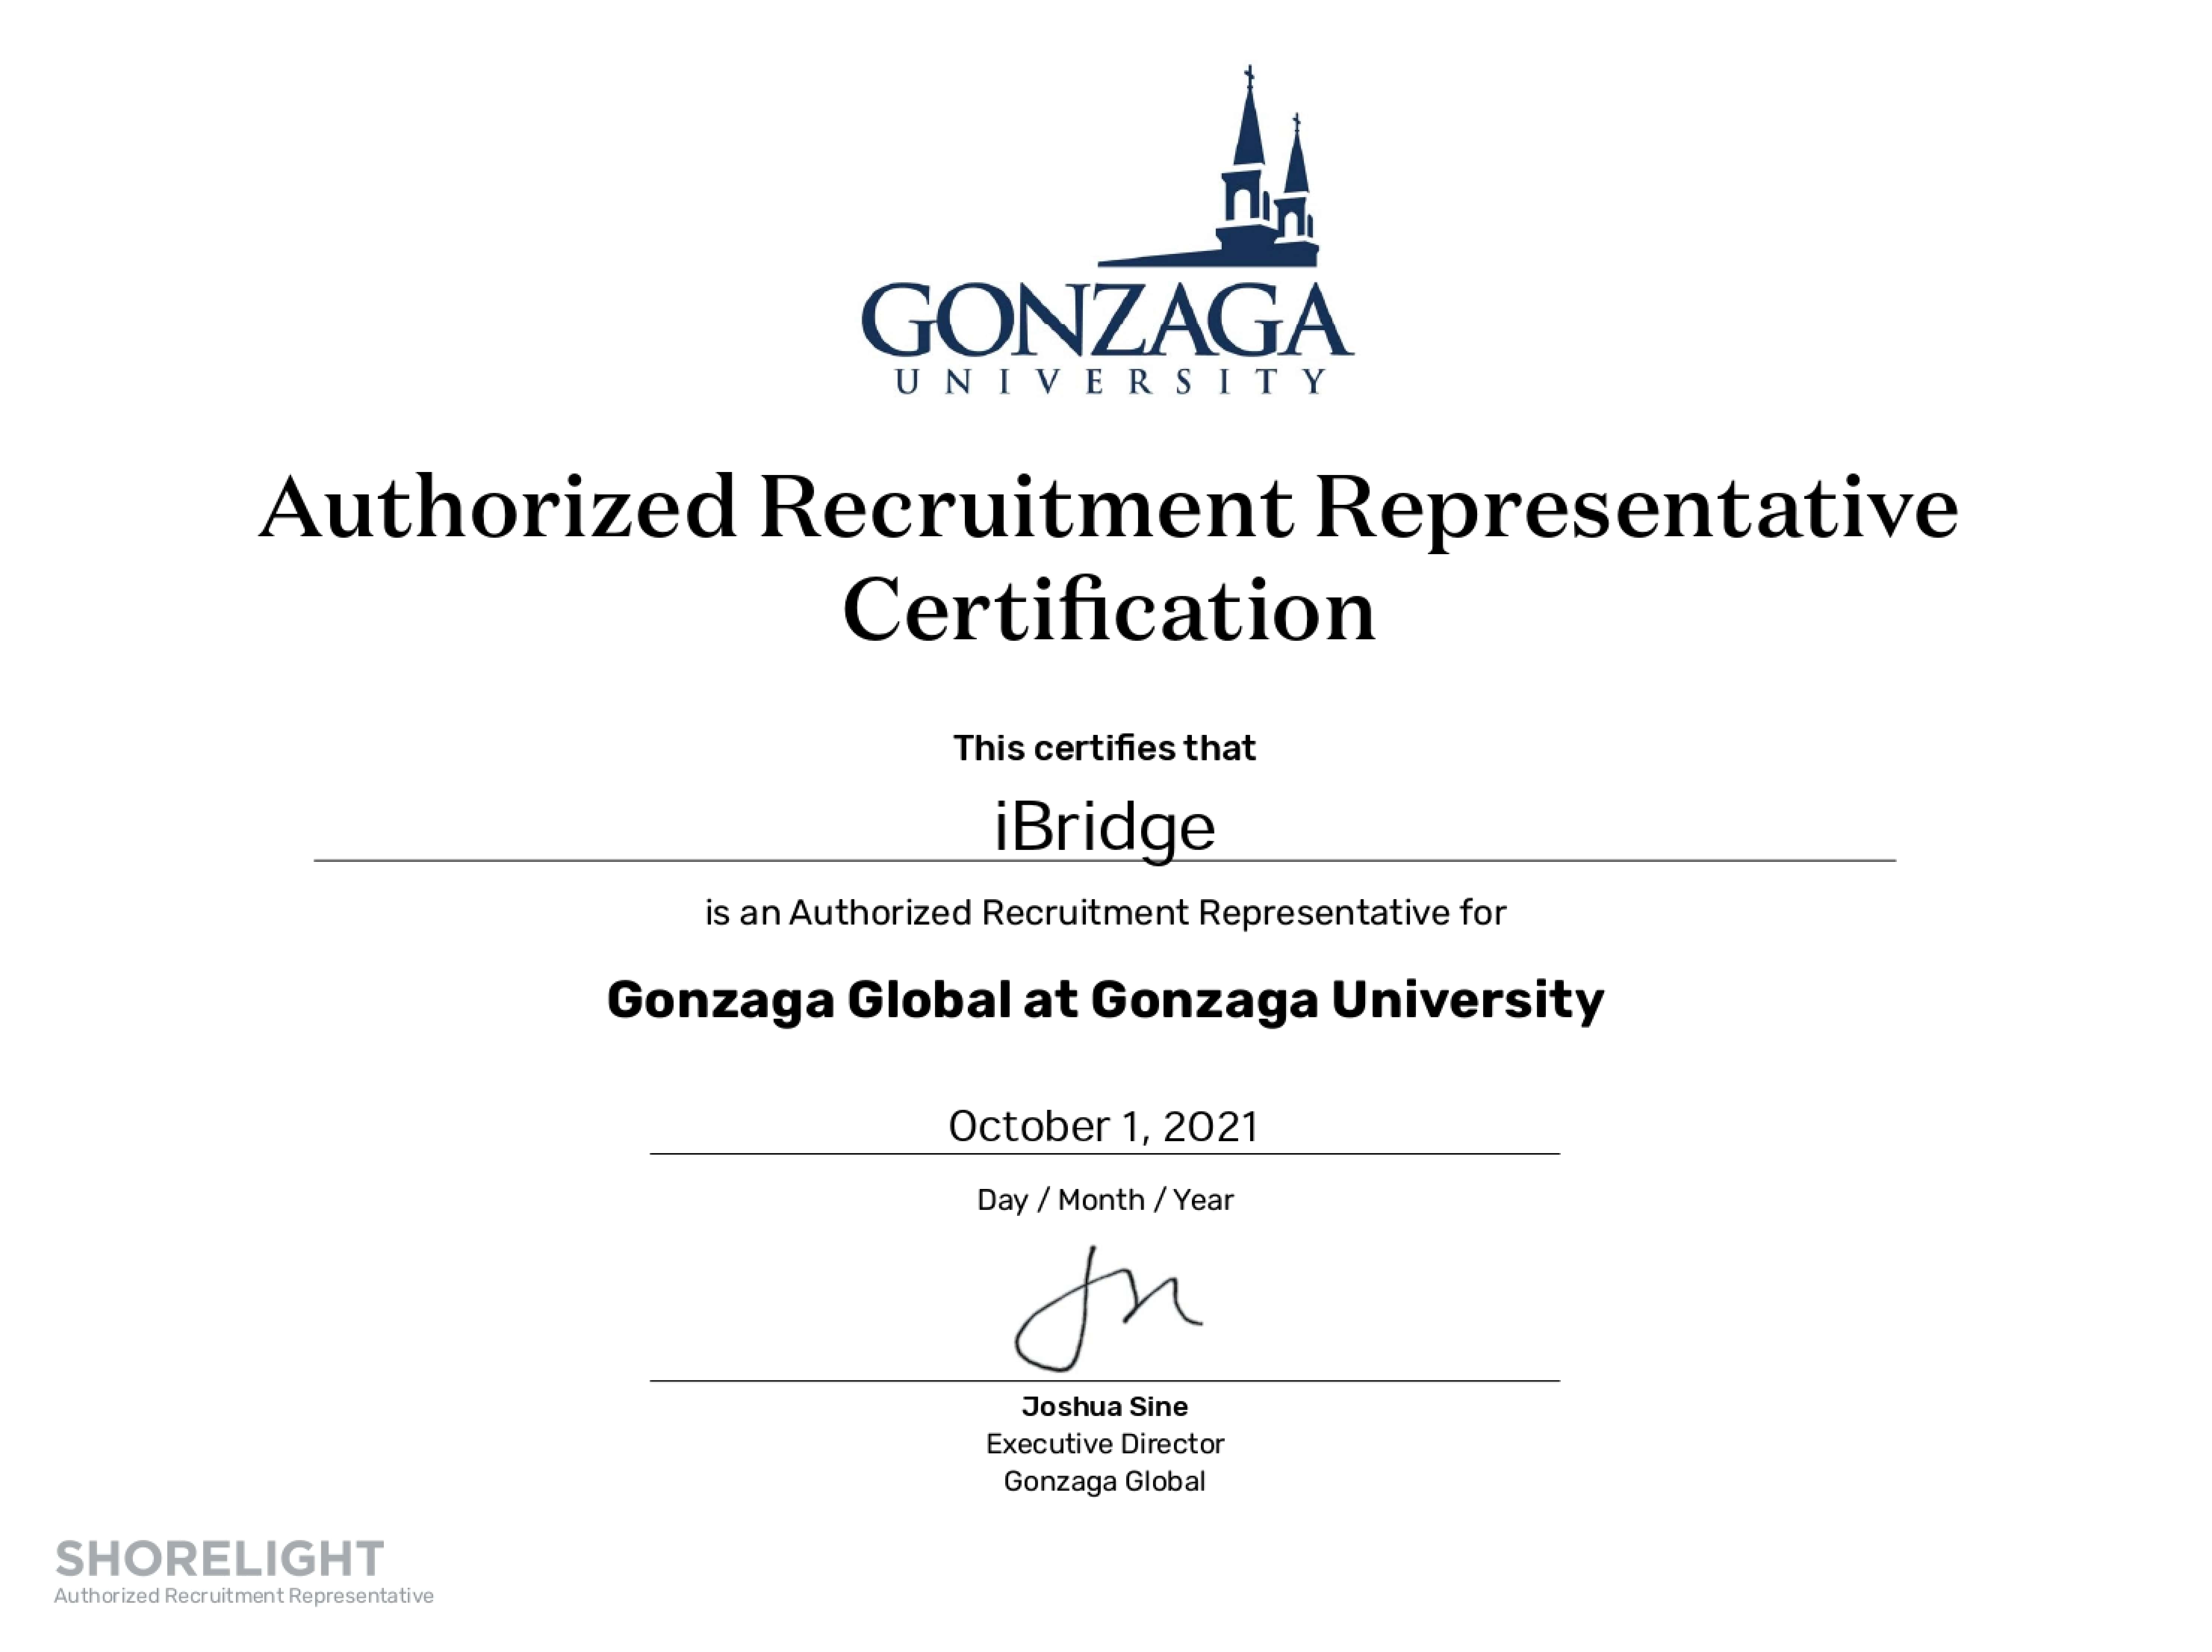 GONZAGA
UNIVERSITY
Authorized Recruitment Representative
Certification
This certifies that
iBridge
is an Authorized Recruitment Representative for
Gonzaga Global at Gonzaga University
October 1, 2021
Day / Month / Year
Joshua Sine
Executive Director
Gonzaga Global
SHORELIGHT
Authorized Recruitment Representative